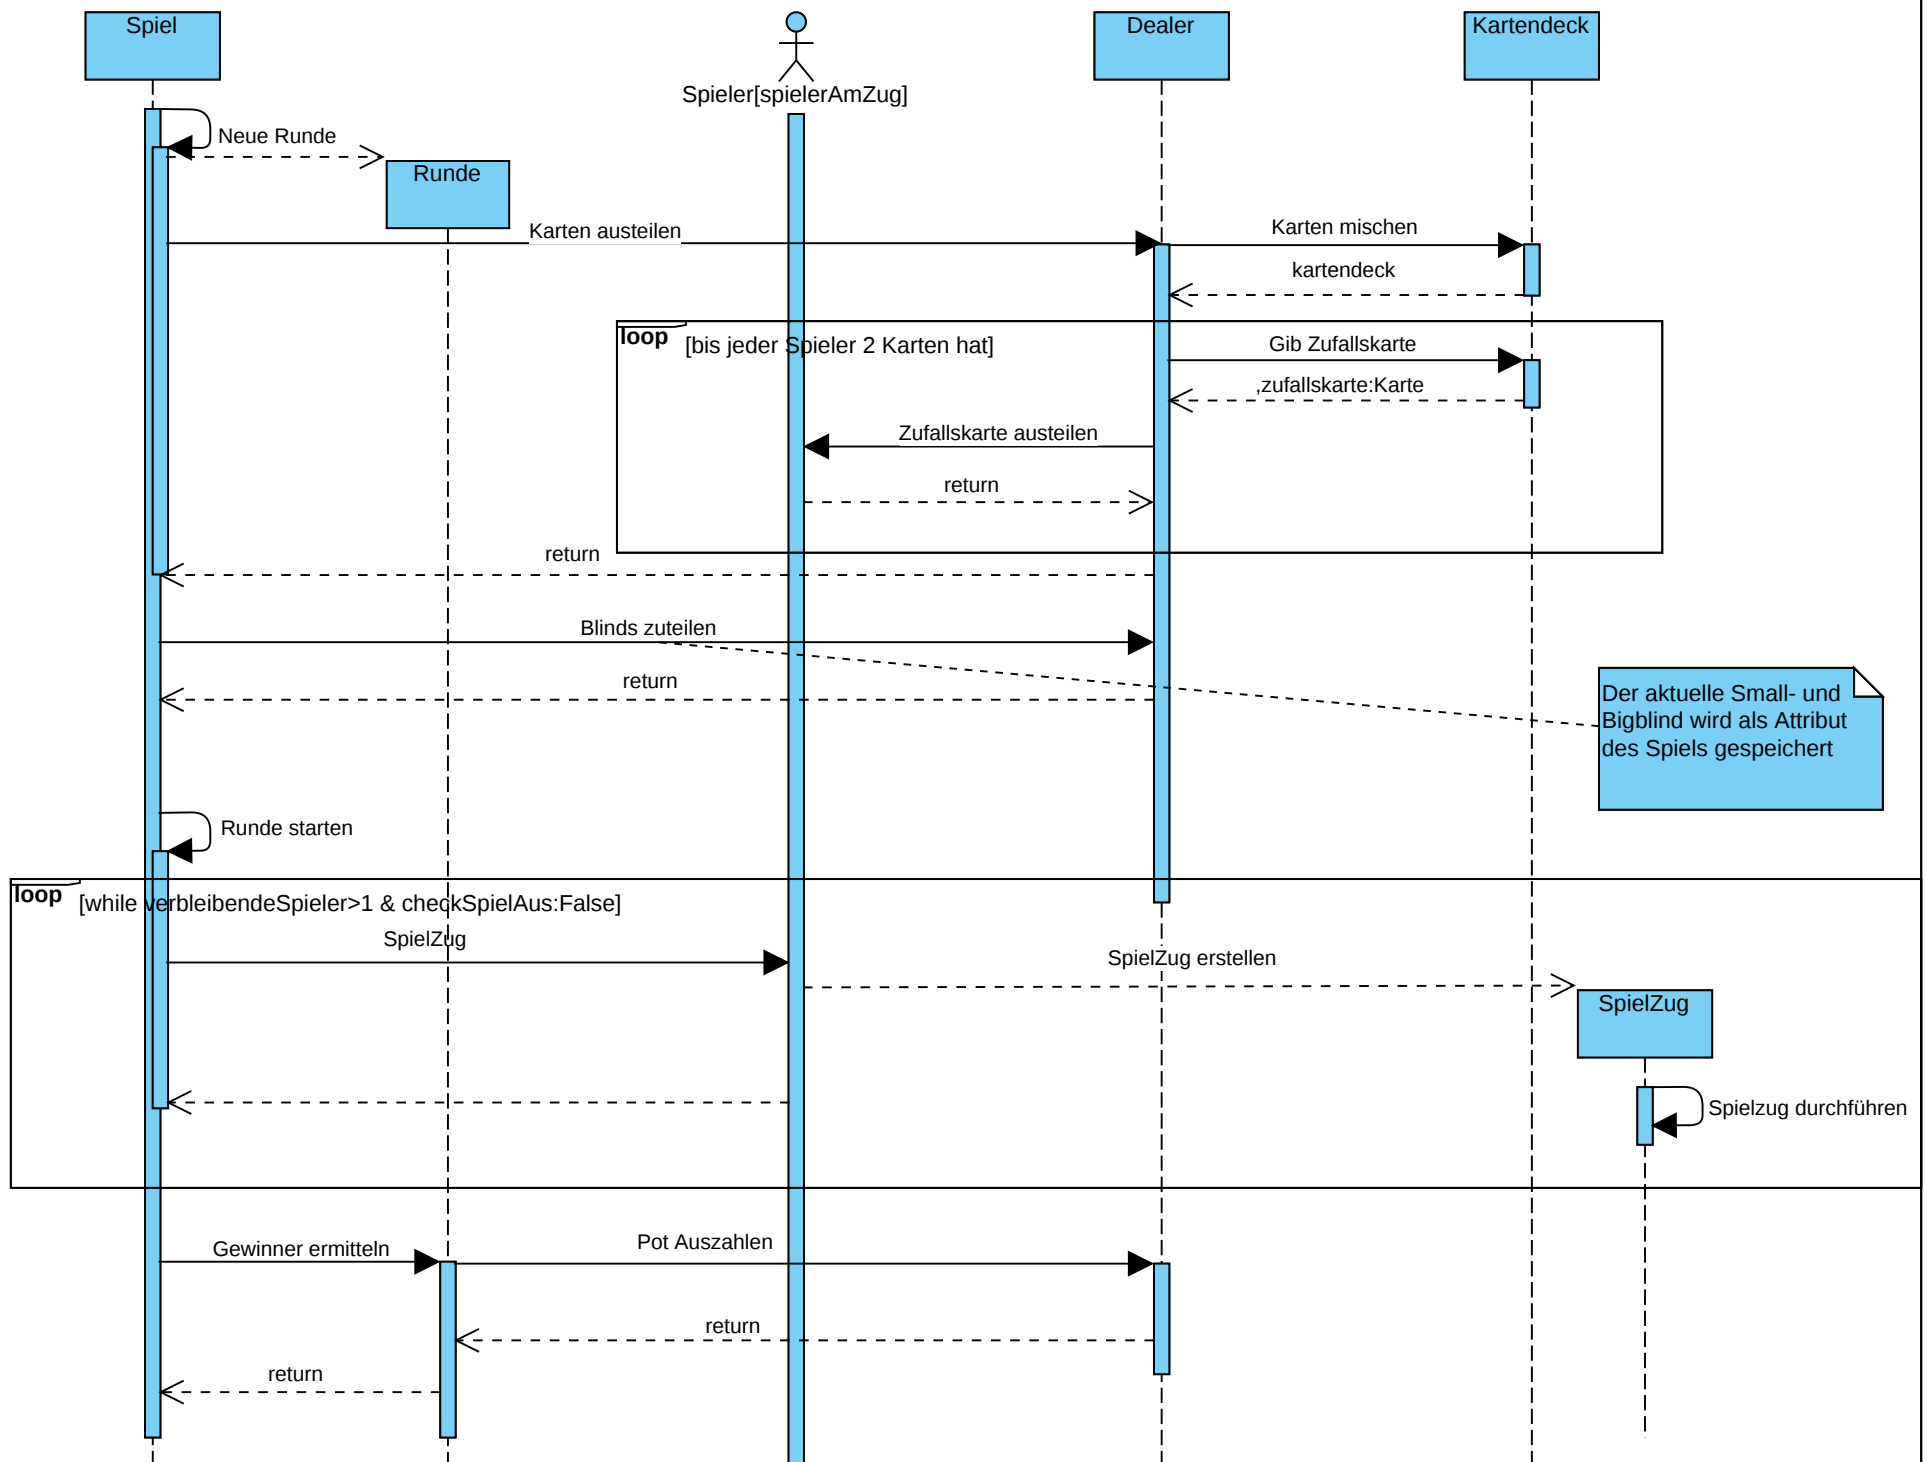 Spiel
Dealer
Kartendeck
Spieler[spielerAmZug]
Neue Runde
Runde
Karten austeilen
Karten mischen
kartendeck
loop
[bis jeder Spieler 2 Karten hat]
Gib Zufallskarte
,zufallskarte:Karte
Zufallskarte austeilen
return
return
Blinds zuteilen
return
Der aktuelle Small- und
Bigblind wird als Attribut
des Spiels gespeichert
Runde starten
loop
[while verbleibendeSpieler>1 & checkSpielAus:False]
SpielZug
SpielZug erstellen
SpielZug
Spielzug durchführen
Gewinner ermitteln
Pot Auszahlen
return
return